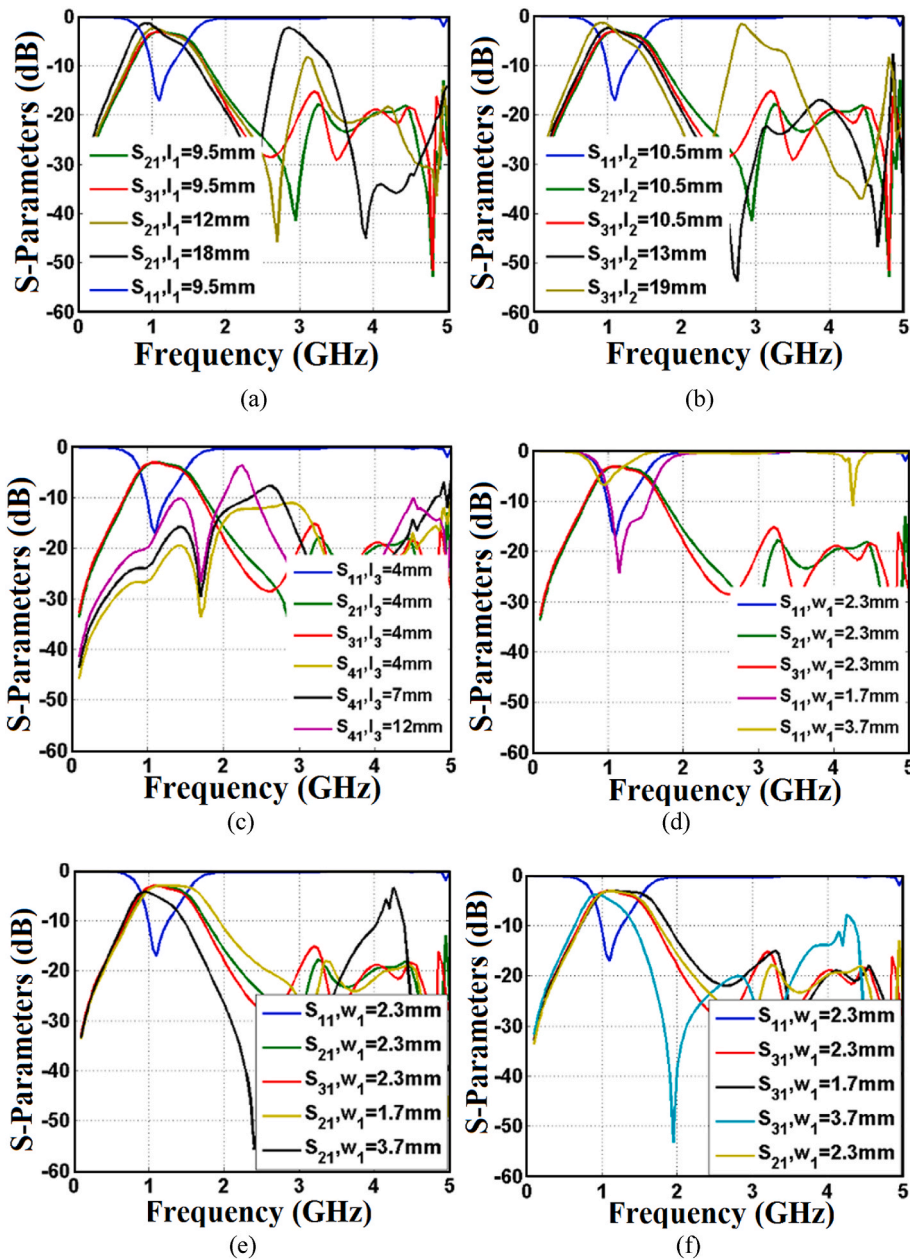 S-Parameters (dB)
0
-10
-20
-30
-40
-50
-60
S21,l1=9.5mm
S31,l1=9.5mm
S21,l1=12mm
S21,l1=18mm
S11,l1=9.5mm
0 1 2 3 4 5
Frequency (GHz)
(a)
S-Parameters (dB)
0
-10
-20
-30
-40
-50
-60
S11,l2=10.5mm
S21,l2=10.5mm
S31,l2=10.5mm
S31,l2=13mm
S31,l2=19mm
0 1 2 3 4 5
Frequency (GHz)
(b)
S-Parameters (dB)
0
-10
-20
-30
-40
-50
-60
S11,l3=4mm
S21,l3=4mm
S31,l3=4mm
S41,l3=4mm
S41,l3=7mm
S41,l3=12mm
0 1 2 3 4 5
Frequency (GHz)
(c)
S-Parameters (dB)
0
-10
-20
-30
-40
-50
-60
S11,w1=2.3mm
S21,w1=2.3mm
S31,w1=2.3mm
S11,w1=1.7mm
S11,w1=3.7mm
0 1 2 3 4 5
Frequency (GHz)
(d)
S-Parameters (dB)
0
-10
-20
-30
-40
-50
-60
S11,w1=2.3mm
S21,w1=2.3mm
S31,w1=2.3mm
S21,w1=1.7mm
S21,w1=3.7mm
0 1 2 3 4 5
Frequency (GHz)
(e)
S-Parameters (dB)
0
-10
-20
-30
-40
-50
-60
S11,w1=2.3mm
S31,w1=2.3mm
S31,w1=1.7mm
S31,w1=3.7mm
S21,w1=2.3mm
0 1 2 3 4 5
Frequency (GHz)
(f)